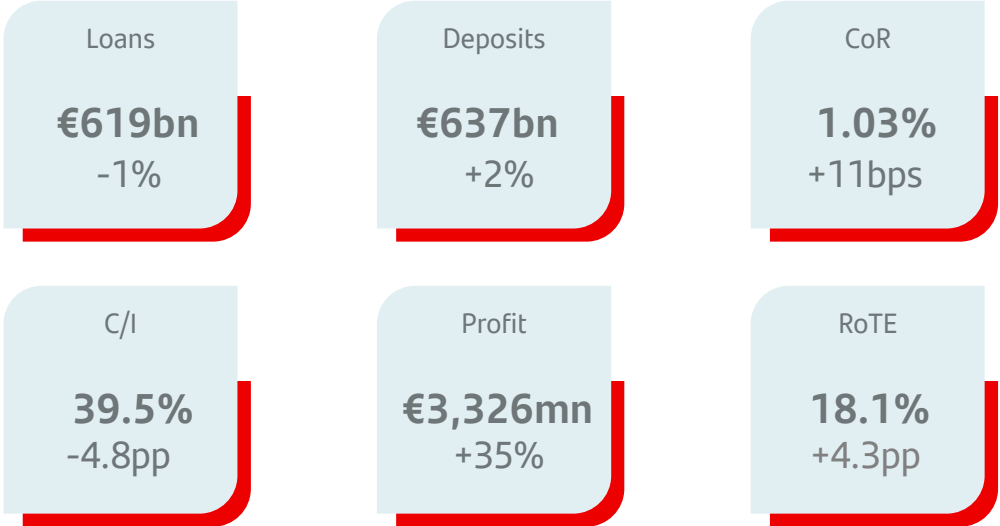 Loans
€619bn
-1%
Deposits
€637bn
+2%
CoR
1.03%
+11bps
C/I
39.5%
-4.8pp
Profit
€3,326mn
+35%
RoTE
18.1%
+4.3pp